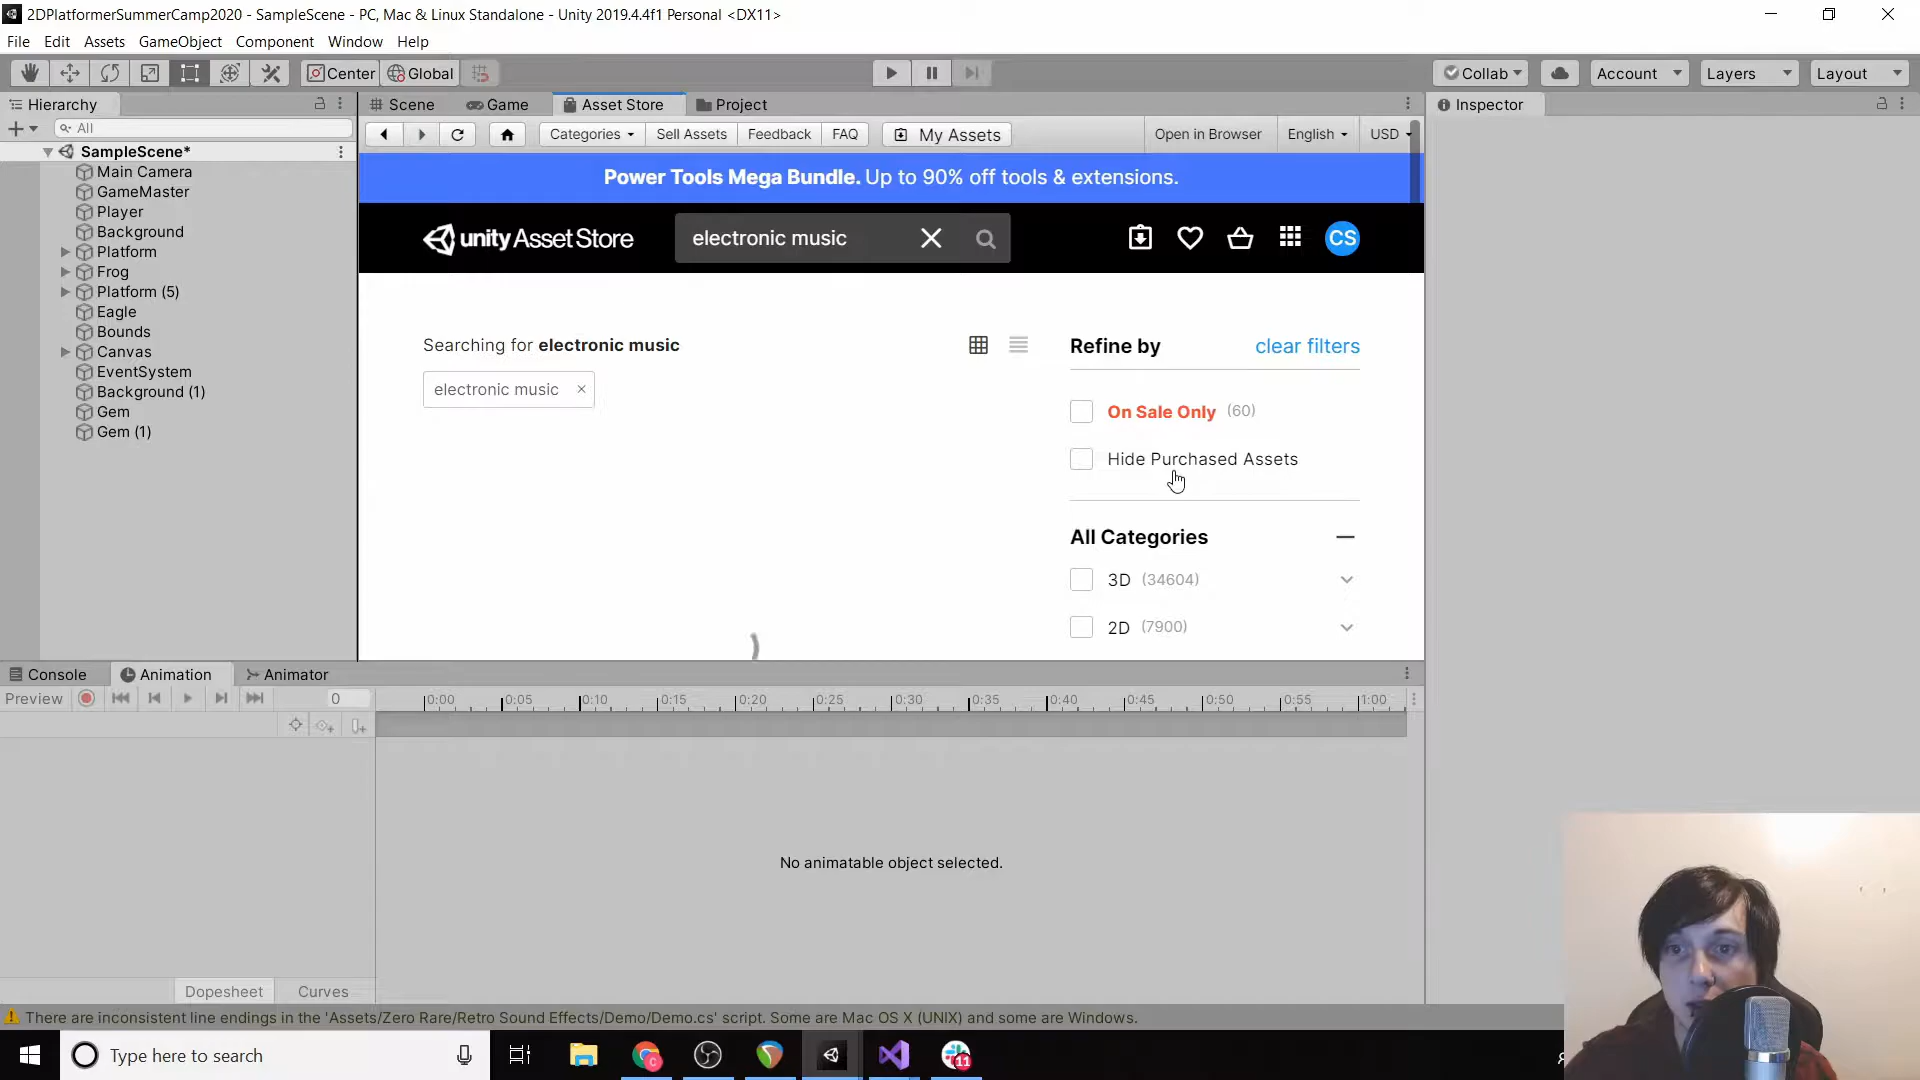 2DPlatformerSummerCamp2020 - SampleScene - PC, Mac & Linux Standalone - Unity 2019.4.4f1 Personal <DX11>
File Edit Assets GameObject Component Window Help
Center Global Collab Account Layers Layout
Hierarchy
All
SampleScene*
Main Camera
GameMaster
Player
Background
Platform
Frog
Platform (5)
Eagle
Bounds
Canvas
EventSystem
Background (1)
Gem
Gem (1)
Scene Game Asset Store Project
Categories Sell Assets Feedback FAQ My Assets Open in Browser English USD
Power Tools Mega Bundle. Up to 90% off tools & extensions.
unity Asset Store electronic music CS
Searching for electronic music
electronic music ×
Refine by clear filters
On Sale Only (60)
Hide Purchased Assets
All Categories
3D (34604)
2D (7900)
Inspector
Console Animation Animator
Preview 0 0:00 0:05 0:10 0:15 0:20 0:25 0:30 0:35 0:40 0:45 0:50 0:55 1:00
No animatable object selected.
Dopesheet Curves
There are inconsistent line endings in the 'Assets/Zero Rare/Retro Sound Effects/Demo/Demo.cs' script. Some are Mac OS X (UNIX) and some are Windows.
Type here to search
11